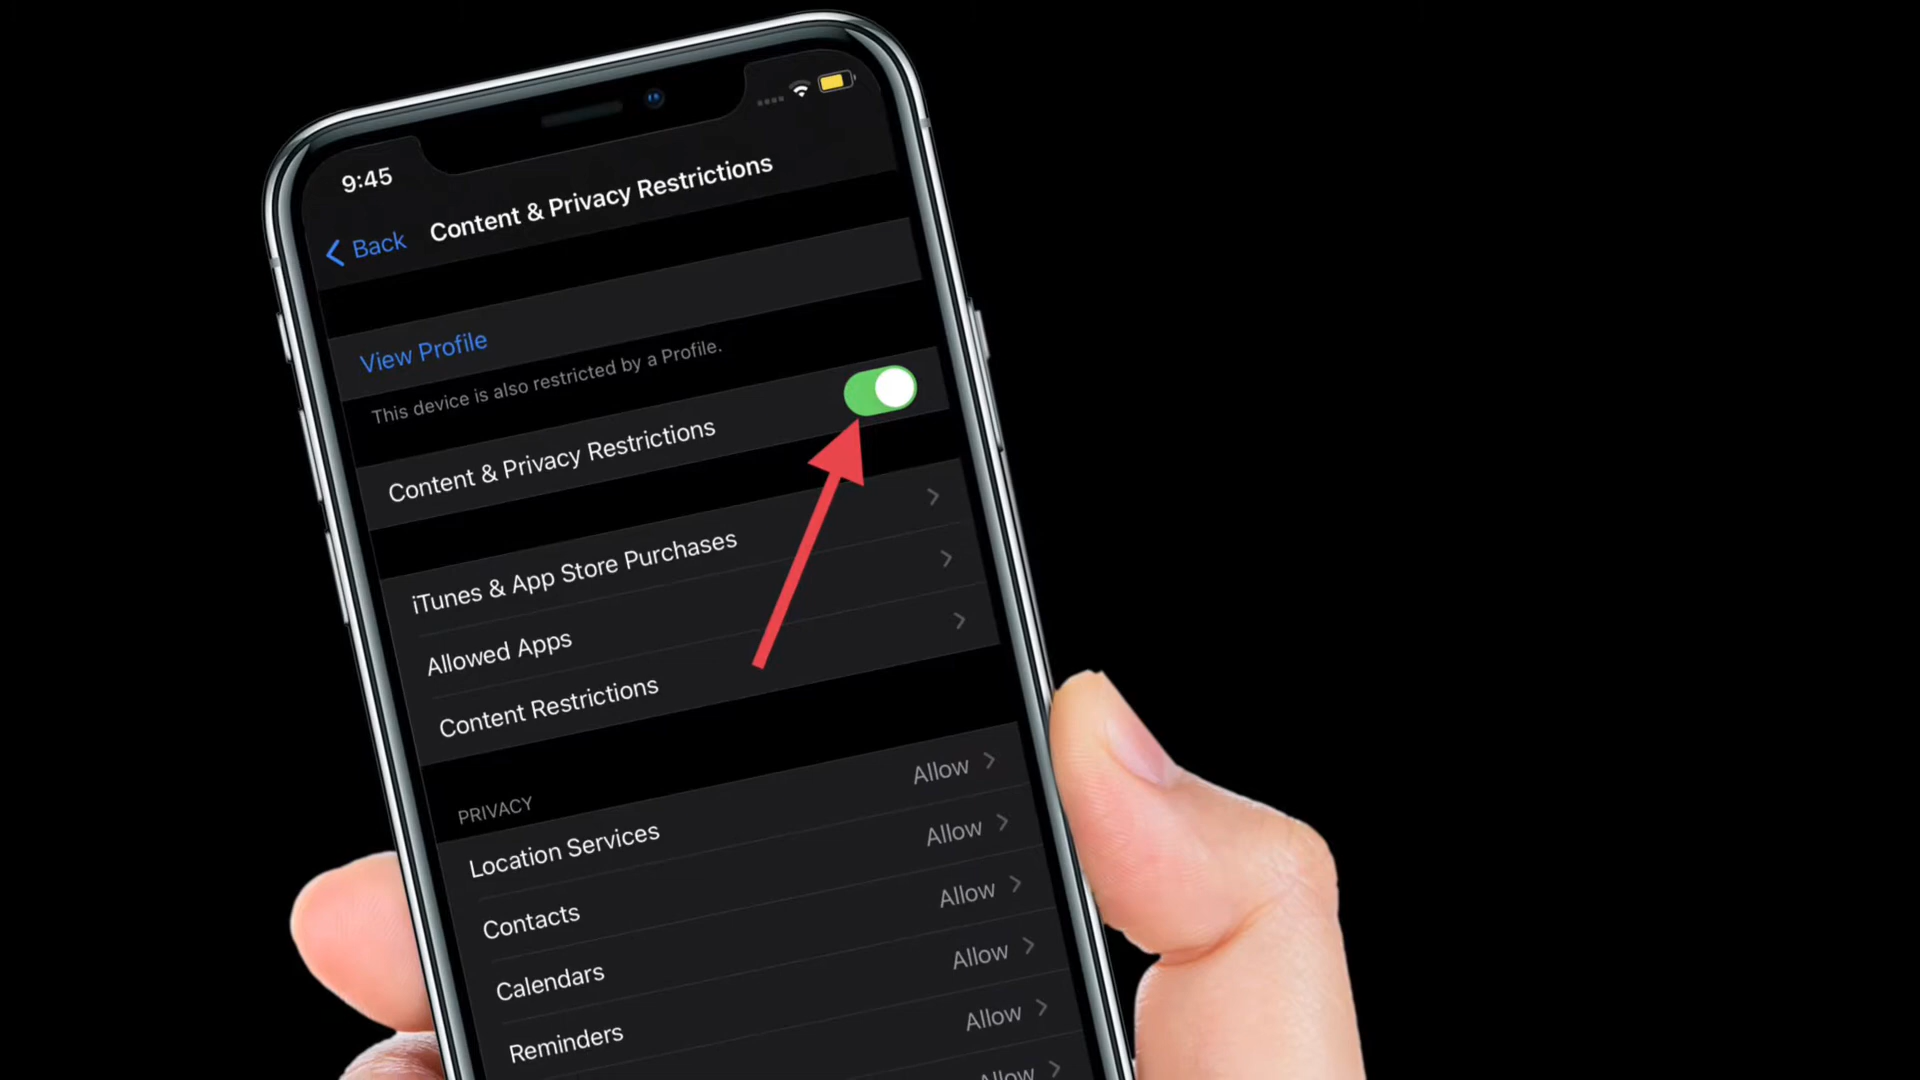 9:45
Back
Content & Privacy Restrictions
View Profile
This device is also restricted by a Profile.
Content & Privacy Restrictions
iTunes & App Store Purchases
Allowed Apps
Content Restrictions
PRIVACY
Location Services Allow
Contacts Allow
Calendars Allow
Reminders Allow
Allow
Allow